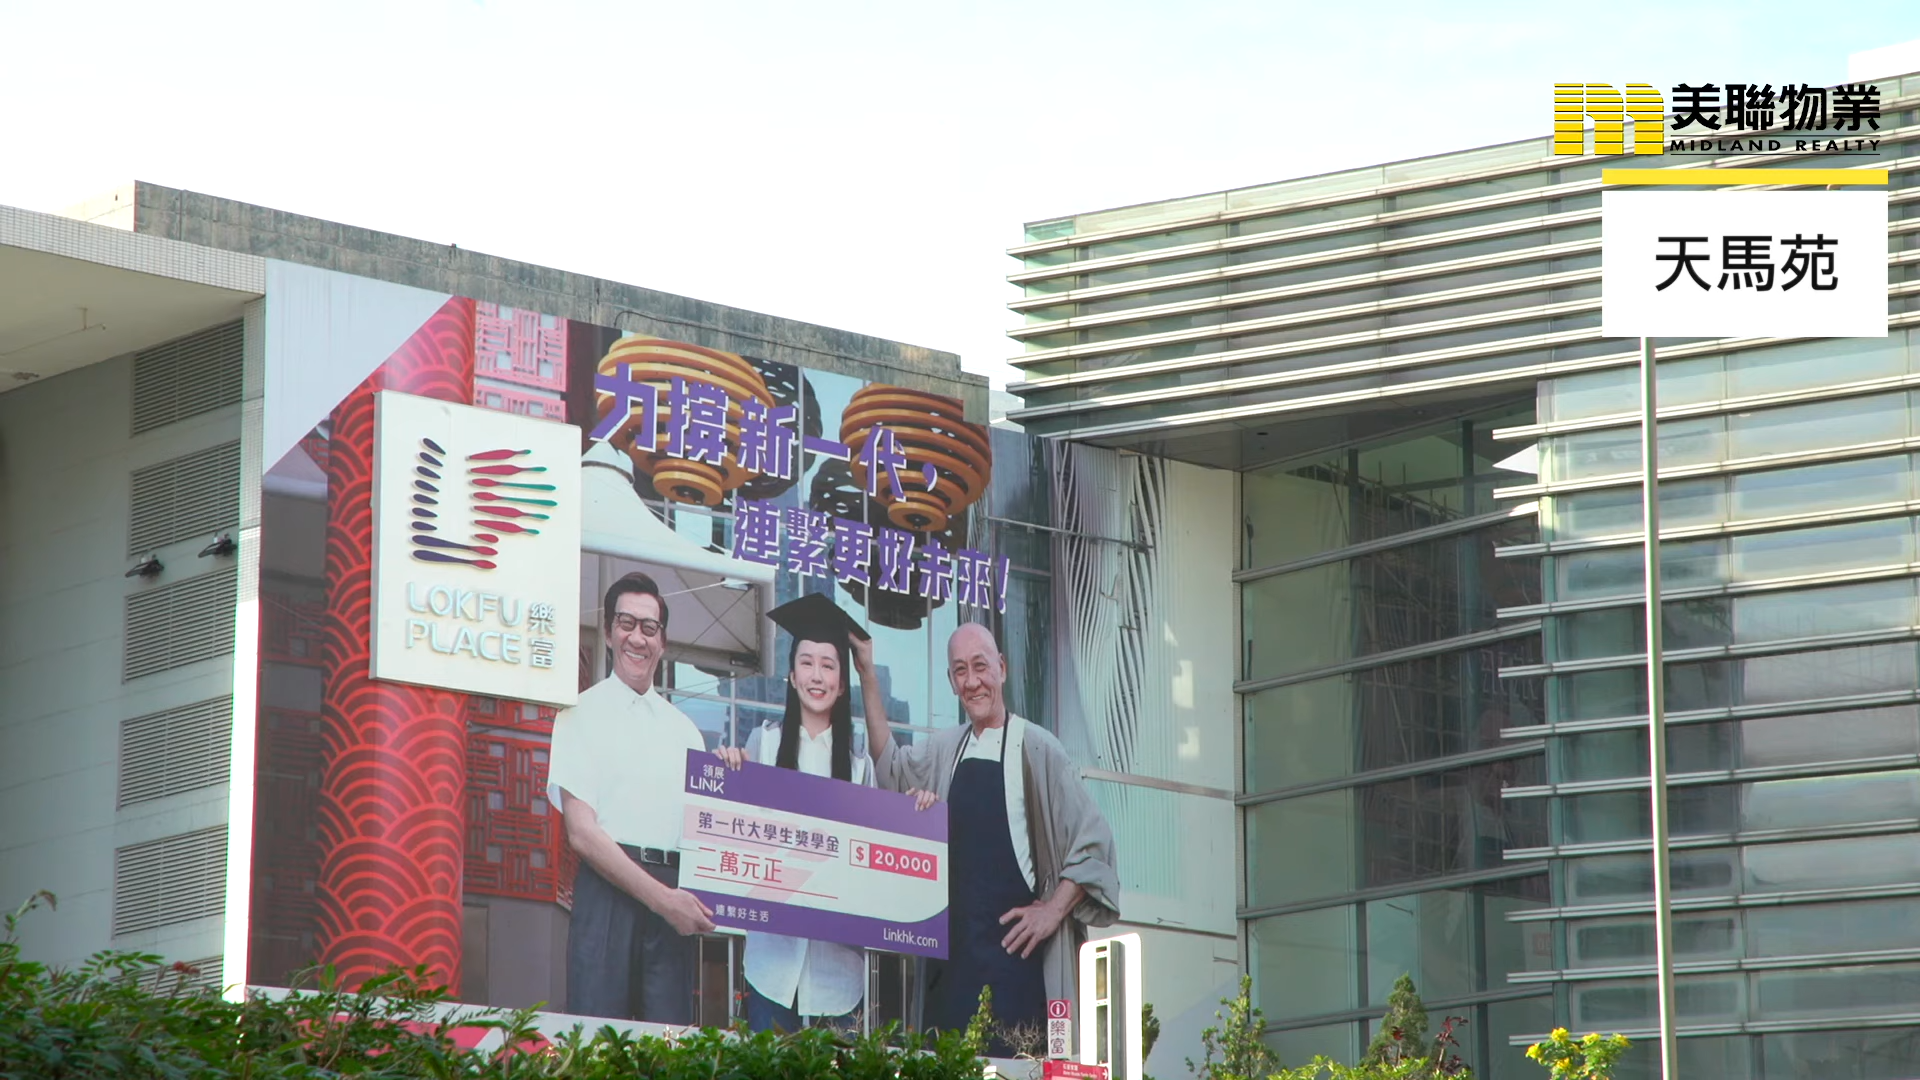 美聯物業
MIDLAND REALTY
天馬苑
力撐新一代，
連繫更好未來!
LOKFU 樂
PLACE 富
領展
LINK
第一代大學生獎學金
$ 20,000
二萬元正
連繫好生活
Linkhk.com
樂富